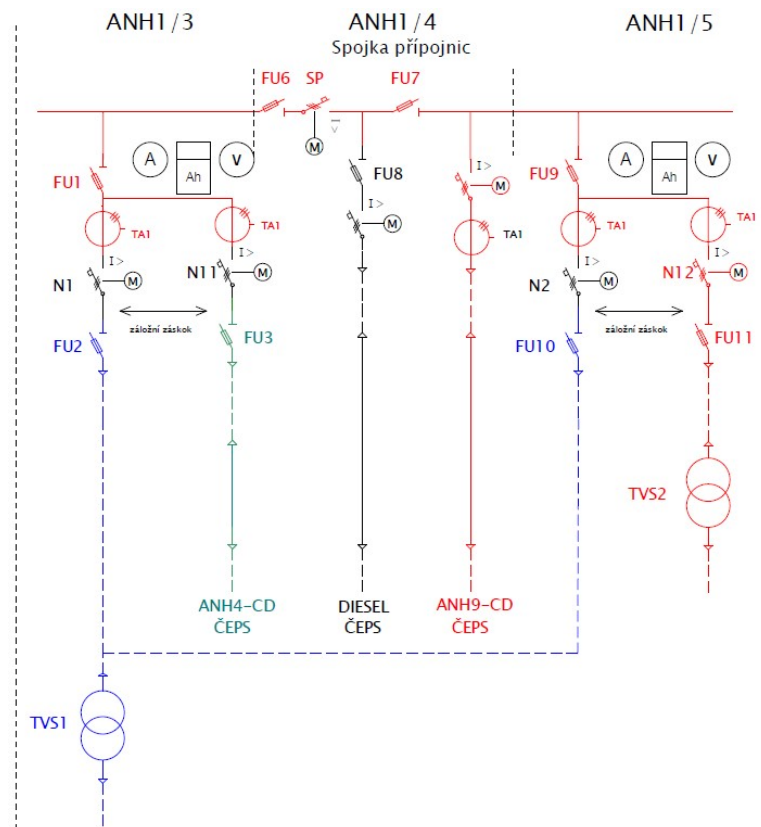 ANH1/3
ANH1/4
ANH1/5
Spojka přípojnic
FU6
SP
FU7
I>
M
A
Ah
V
A
Ah
V
FU1
FU8
I>
M
FU9
TA1
TA1
I>
M
TA1
TA1
TA1
I>
I>
I>
I>
N1
M
N11
M
N2
M
N12
M
záložní záskok
záložní záskok
FU2
FU3
FU10
FU11
TVS2
ANH4-CD
ČEPS
DIESEL
ČEPS
ANH9-CD
ČEPS
TVS1